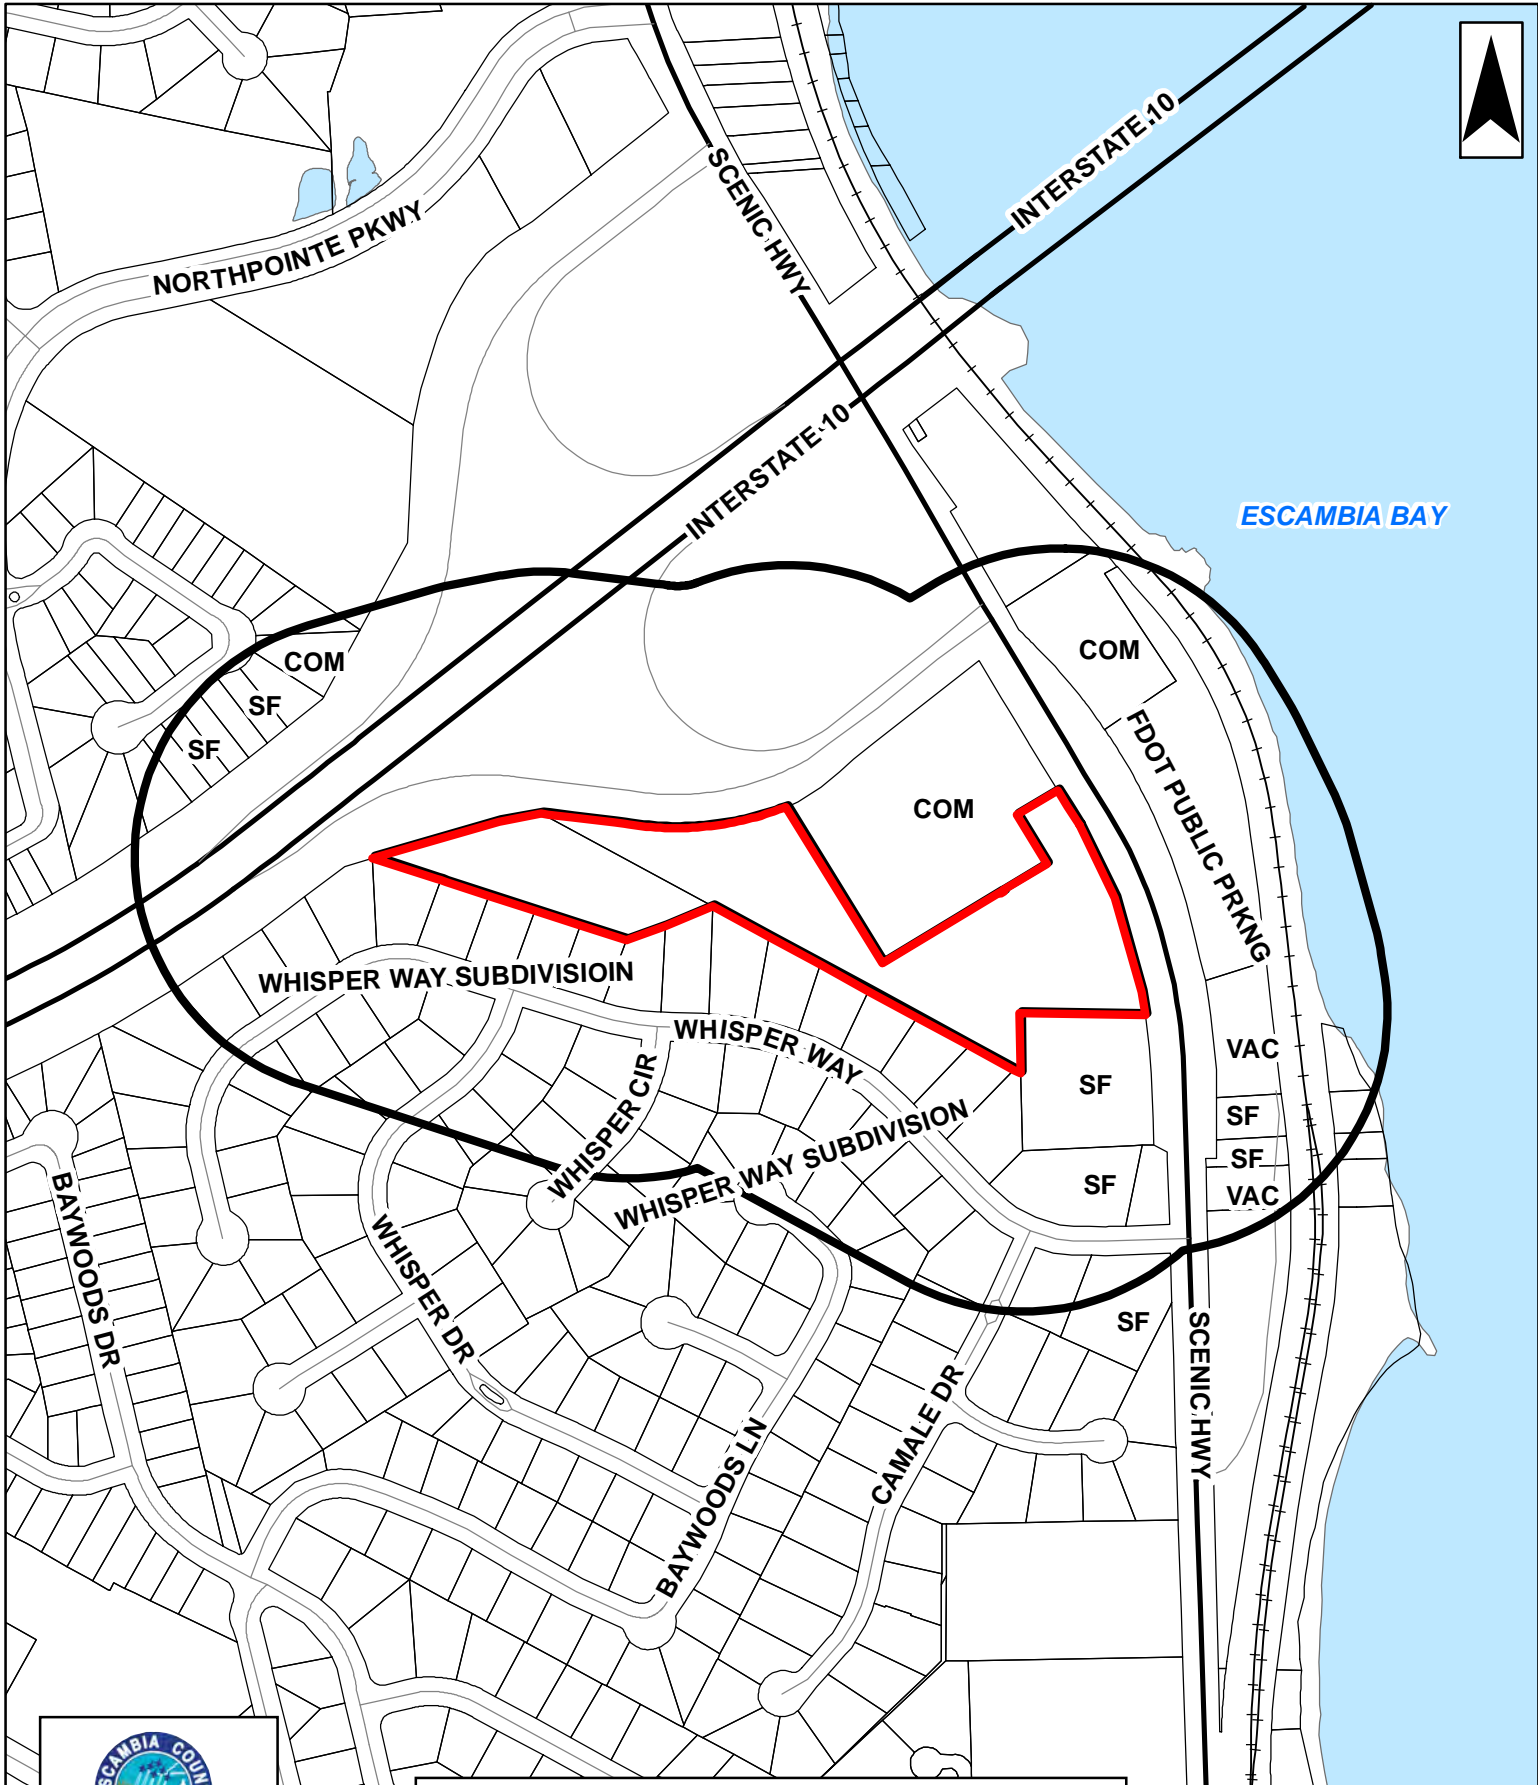 INTERSTATE 10
SCENIC HWY
NORTHPOINTE PKWY
INTERSTATE 10
ESCAMBIA BAY
COM
COM
SF
SF
FDOT PUBLIC PRKNG
COM
WHISPER WAY SUBDIVISIOIN
WHISPER WAY
VAC
WHISPER CIR
SF
SF
WHISPER WAY SUBDIVISION
SF
SF
VAC
BAYWOODS DR
WHISPER DR
SF
SCENIC HWY
CAMALE DR
BAYWOODS LN